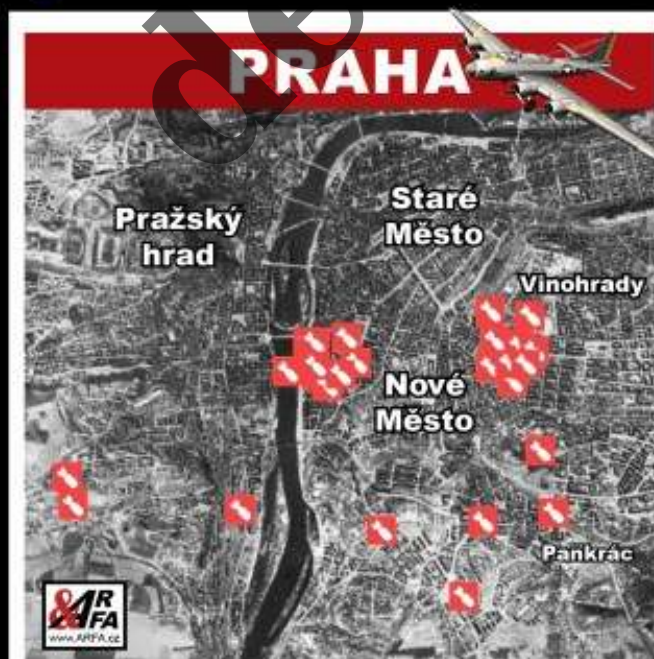 PRAHA
Pražský
hrad
Staré
Město
Vinohrady
Nové
Město
Pankrác
&ARFA
www.ARFA.cz